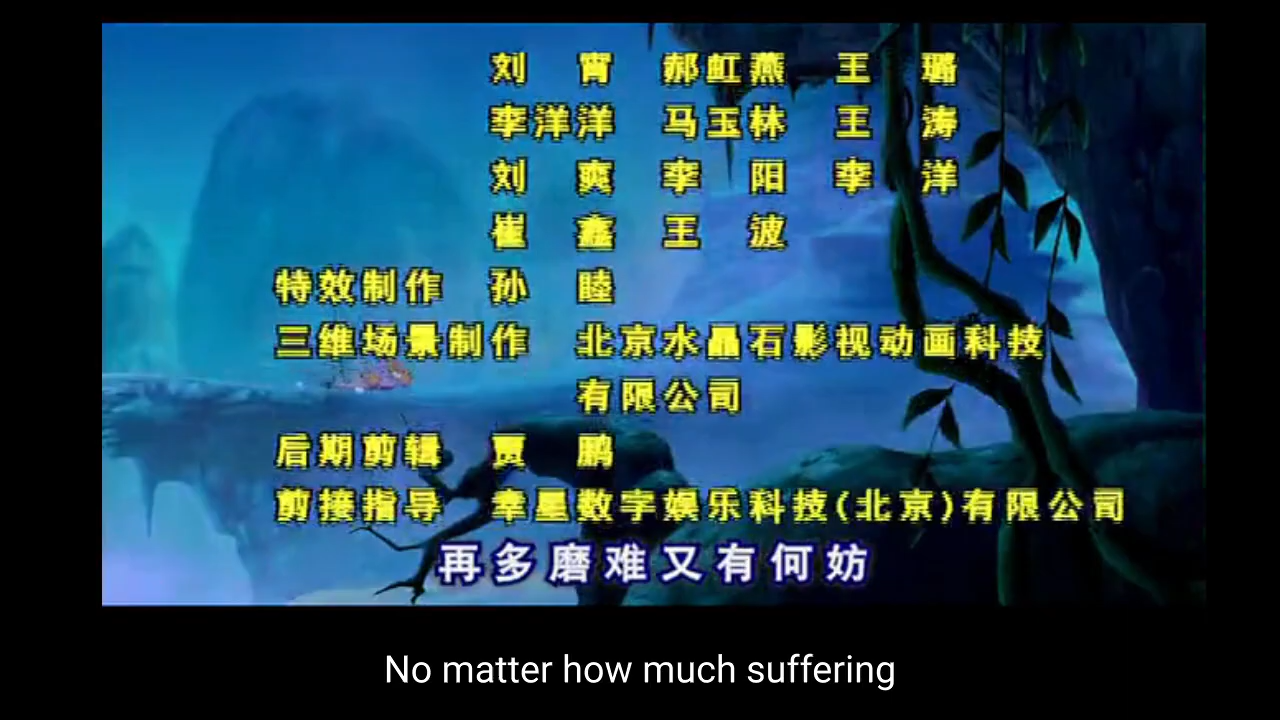 刘 霄 郝虹燕 王 璐
李洋洋 马玉林 王 涛
刘 爽 李 阳 李 洋
崔 鑫 王 波
特效制作 孙 睦
三维场景制作 北京水晶石影视动画科技
有限公司
后期剪辑 贾 鹏
剪接指导 幸星数字娱乐科技(北京)有限公司
再多磨难又有何妨
No matter how much suffering